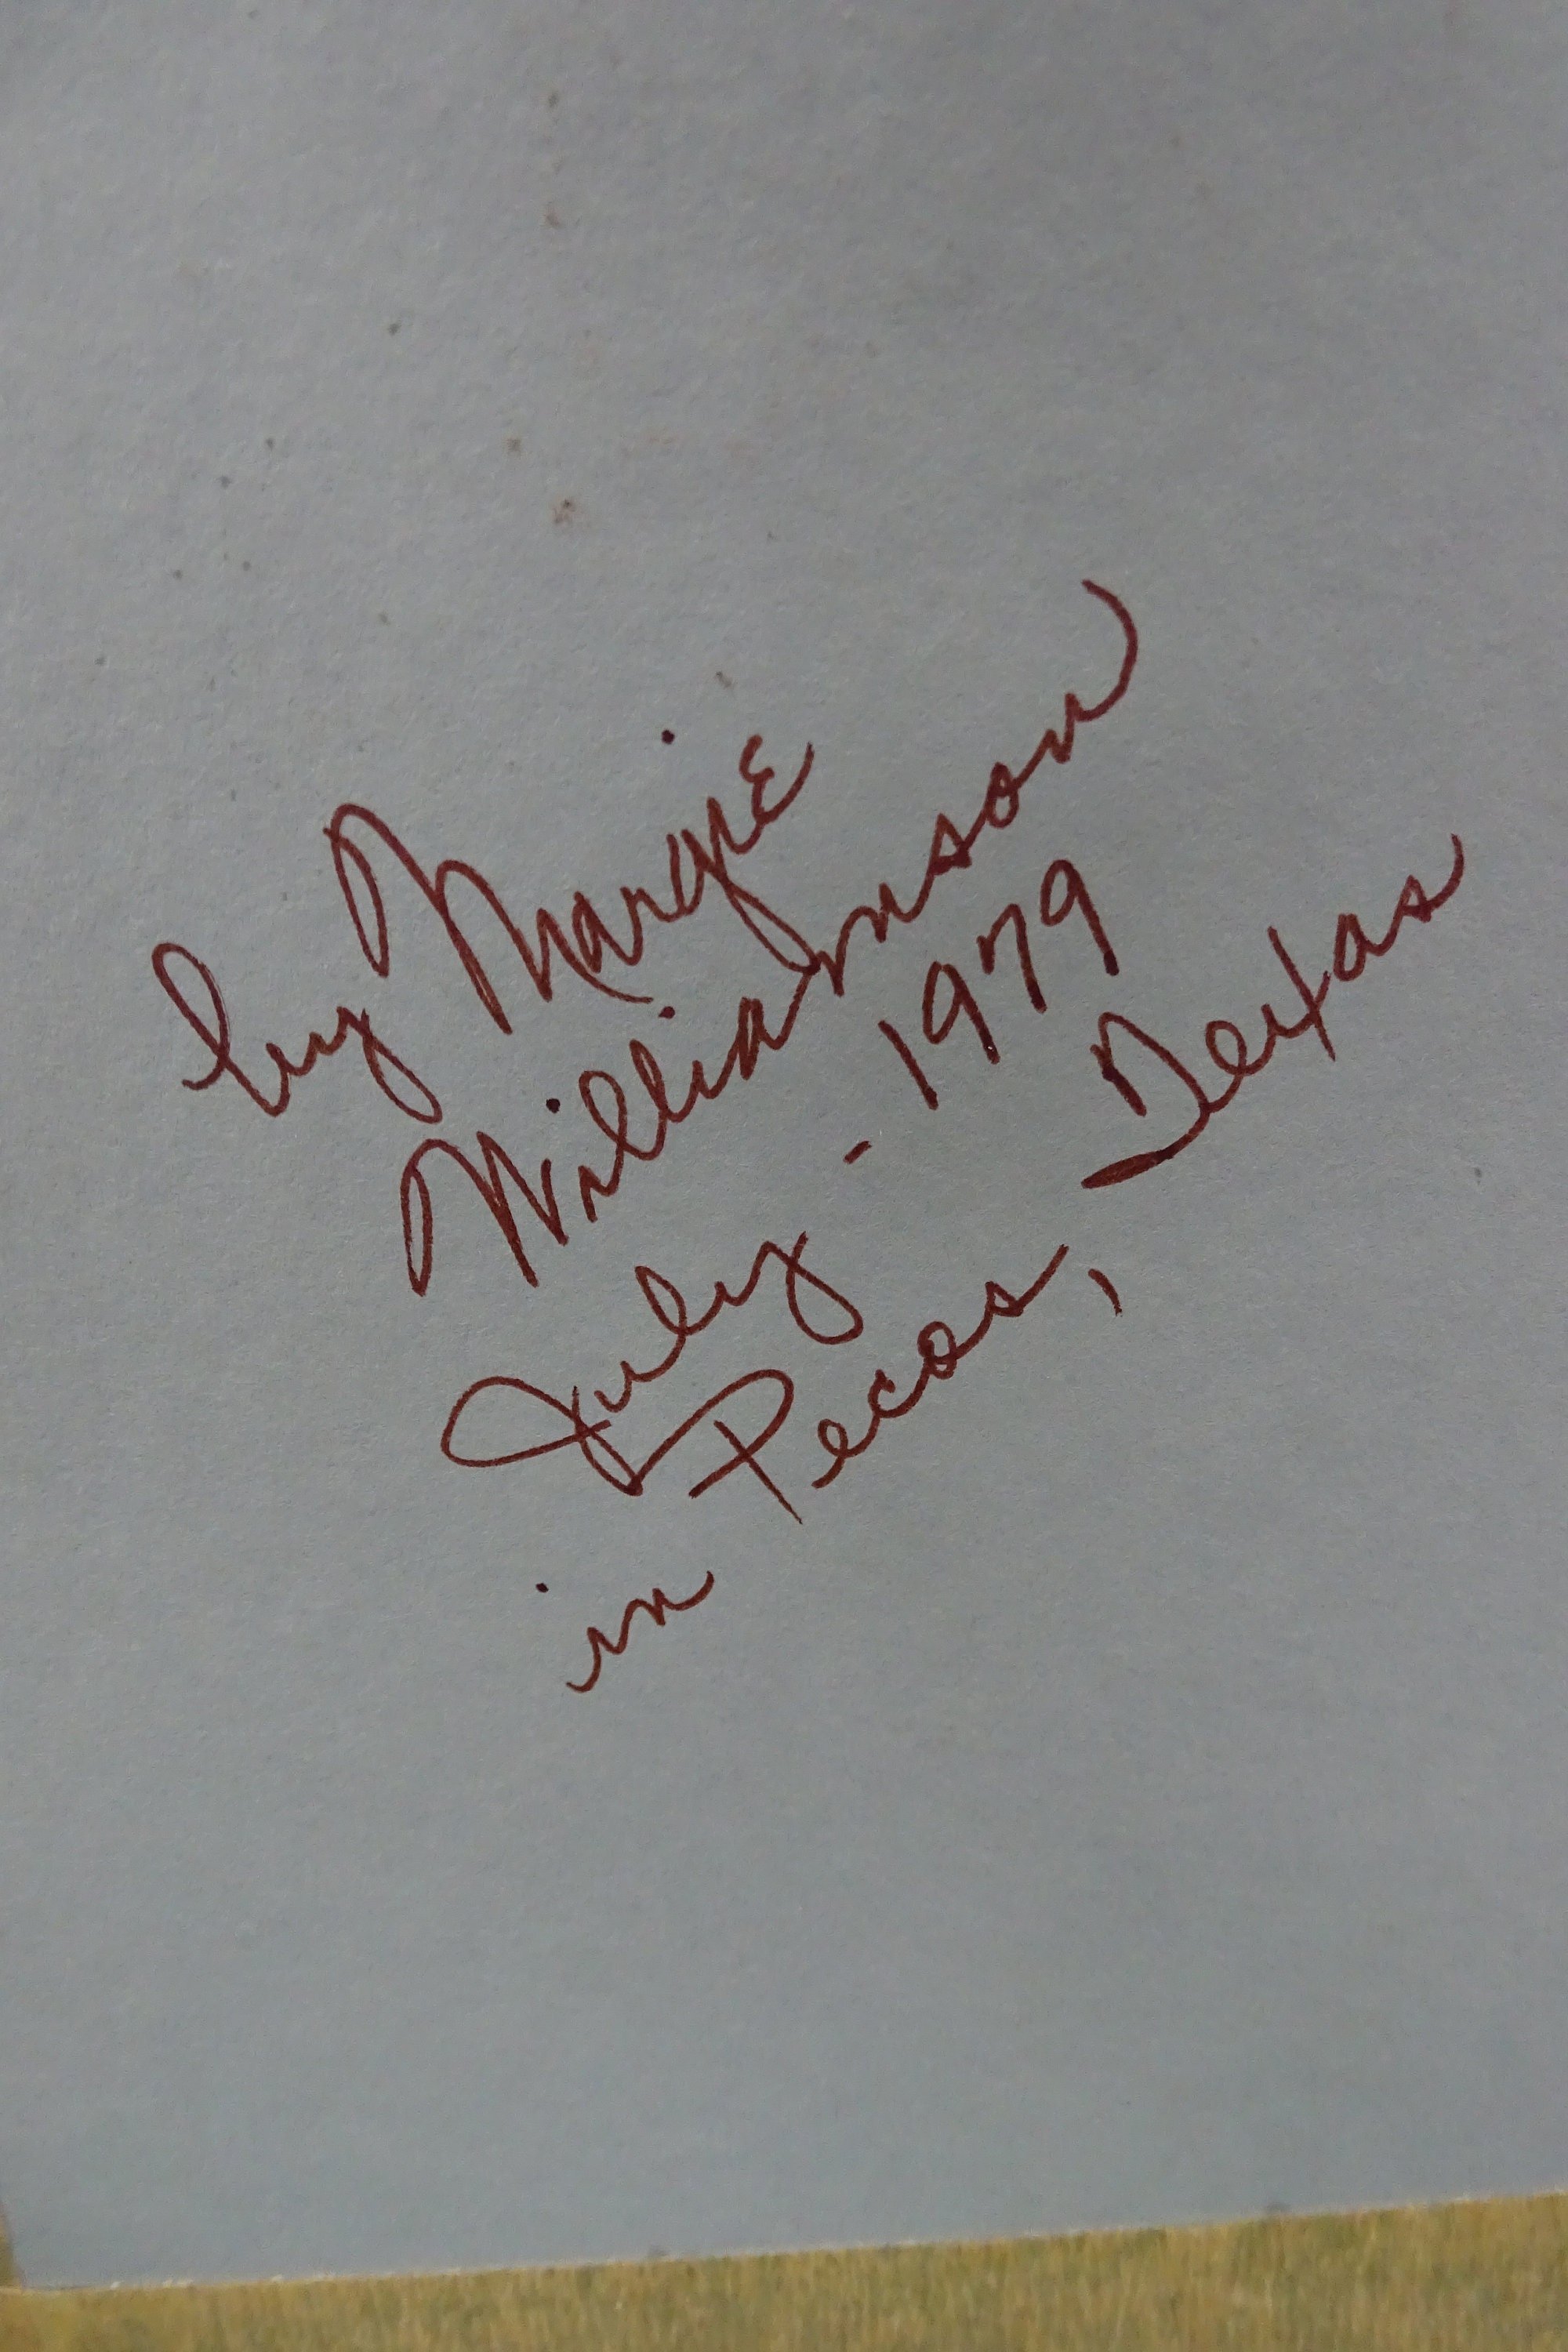 by Margie
Williamson
July - 1979
in Pecos, Texas